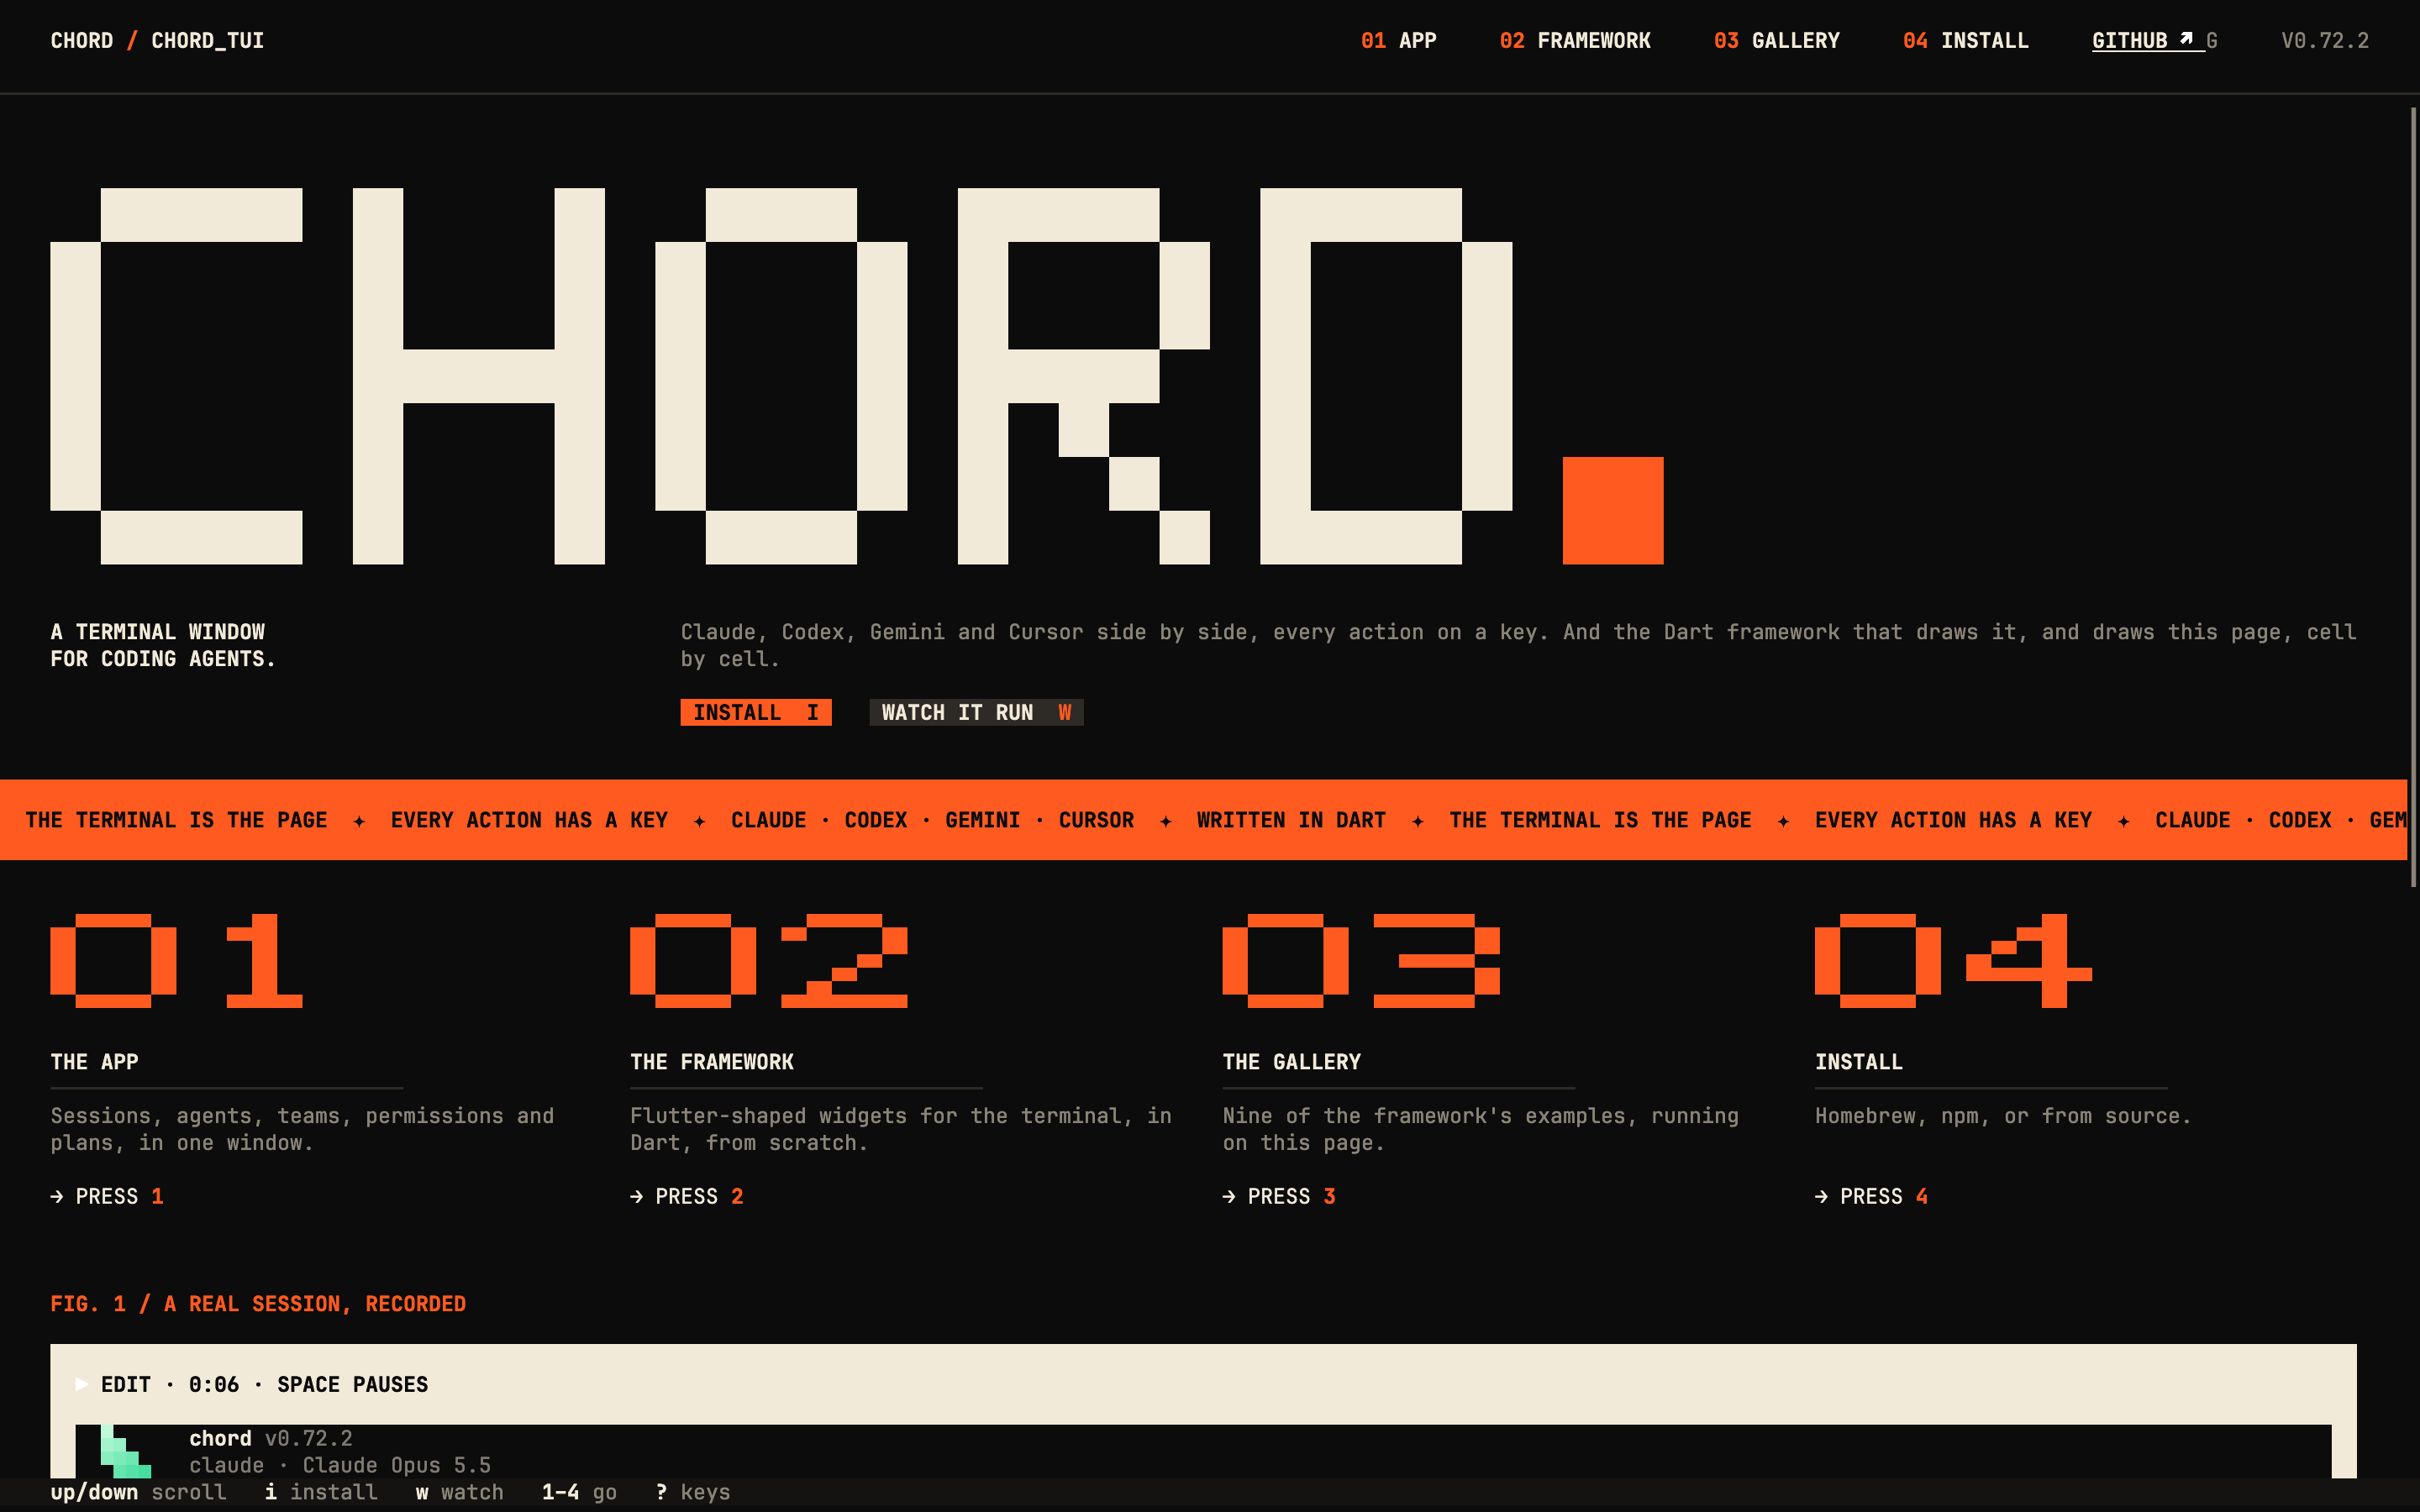 CHORD / CHORD_TUI
01 APP 02 FRAMEWORK 03 GALLERY 04 INSTALL GITHUB ↗ G V0.72.2
CHORD.
A TERMINAL WINDOW
FOR CODING AGENTS.
Claude, Codex, Gemini and Cursor side by side, every action on a key. And the Dart framework that draws it, and draws this page, cell
by cell.
INSTALL I WATCH IT RUN W
THE TERMINAL IS THE PAGE ✦ EVERY ACTION HAS A KEY ✦ CLAUDE · CODEX · GEMINI · CURSOR ✦ WRITTEN IN DART ✦ THE TERMINAL IS THE PAGE ✦ EVERY ACTION HAS A KEY ✦ CLAUDE · CODEX · GEM
01
THE APP
Sessions, agents, teams, permissions and
plans, in one window.
→ PRESS 1
02
THE FRAMEWORK
Flutter-shaped widgets for the terminal, in
Dart, from scratch.
→ PRESS 2
03
THE GALLERY
Nine of the framework's examples, running
on this page.
→ PRESS 3
04
INSTALL
Homebrew, npm, or from source.
→ PRESS 4
FIG. 1 / A REAL SESSION, RECORDED
▶ EDIT · 0:06 · SPACE PAUSES
chord v0.72.2
claude · Claude Opus 5.5
up/down scroll i install w watch 1-4 go ? keys